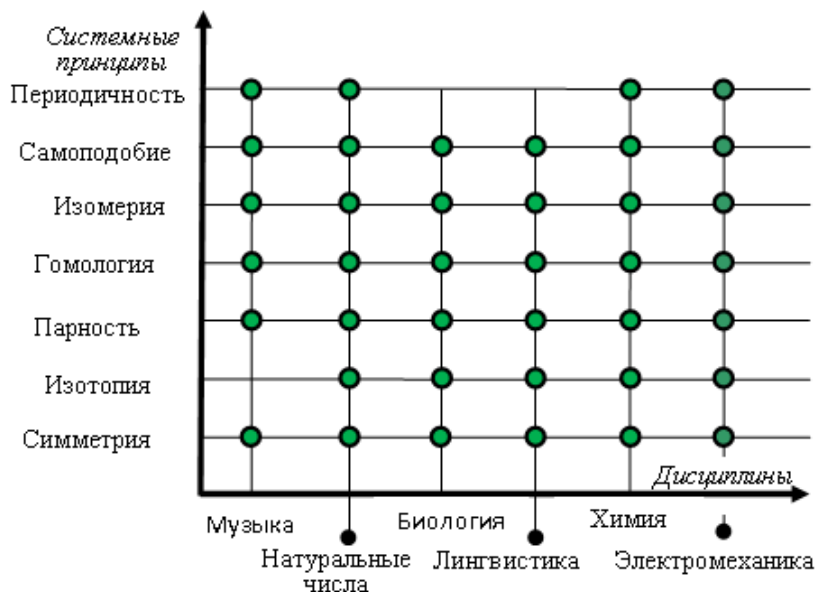 Системные
принципы
Периодичность
Самоподобие
Изомерия
Гомология
Парность
Изотопия
Симметрия
Дисциплины
Музыка
Биология
Химия
Натуральные
числа
Лингвистика
Электромеханика